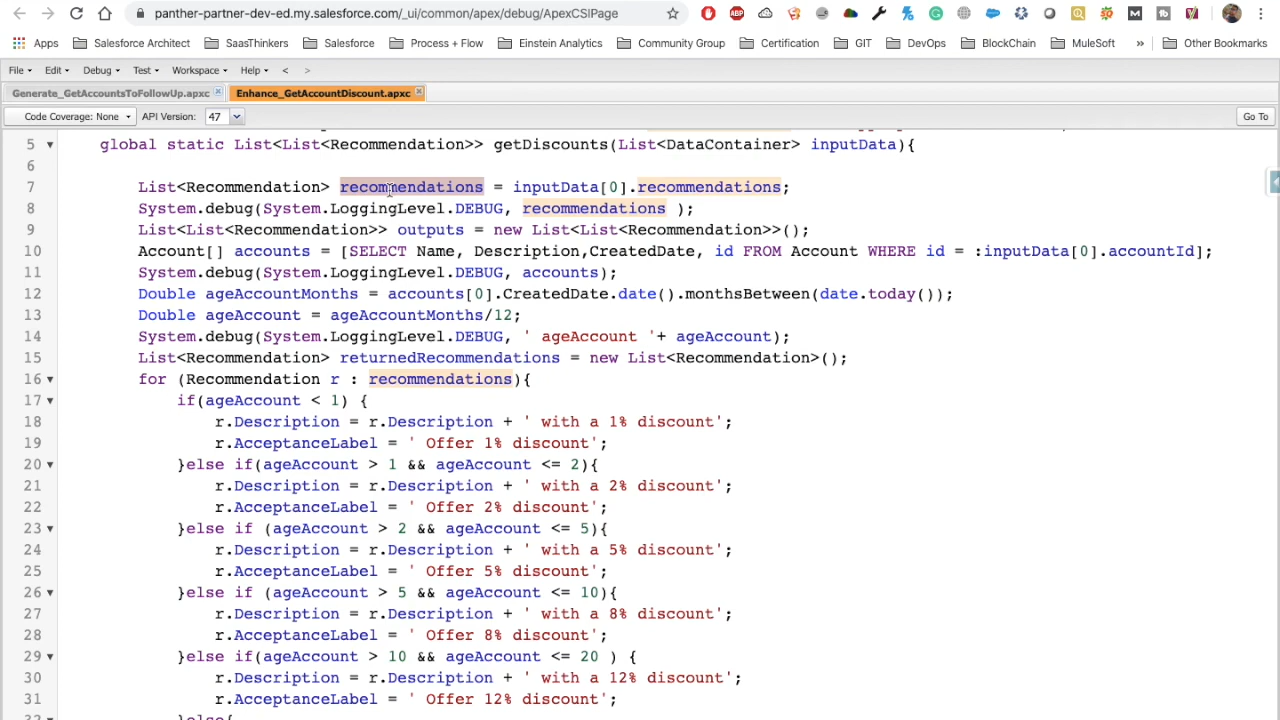 panther-partner-dev-ed.my.salesforce.com/_ui/common/apex/debug/ApexCSIPage
Apps Salesforce Architect SaasThinkers Salesforce Process + Flow Einstein Analytics Community Group Certification GIT DevOps BlockChain MuleSoft » Other Bookmarks
File Edit Debug Test Workspace Help < >
Generate_GetAccountsToFollowUp.apxc Enhance_GetAccountDiscount.apxc
Code Coverage: None API Version: 47 Go To
5 global static List<List<Recommendation>> getDiscounts(List<DataContainer> inputData){
6
7 List<Recommendation> recommendations = inputData[0].recommendations;
8 System.debug(System.LoggingLevel.DEBUG, recommendations );
9 List<List<Recommendation>> outputs = new List<List<Recommendation>>();
10 Account[] accounts = [SELECT Name, Description,CreatedDate, id FROM Account WHERE id = :inputData[0].accountId];
11 System.debug(System.LoggingLevel.DEBUG, accounts);
12 Double ageAccountMonths = accounts[0].CreatedDate.date().monthsBetween(date.today());
13 Double ageAccount = ageAccountMonths/12;
14 System.debug(System.LoggingLevel.DEBUG, ' ageAccount '+ ageAccount);
15 List<Recommendation> returnedRecommendations = new List<Recommendation>();
16 for (Recommendation r : recommendations){
17 if(ageAccount < 1) {
18 r.Description = r.Description + ' with a 1% discount';
19 r.AcceptanceLabel = ' Offer 1% discount';
20 }else if(ageAccount > 1 && ageAccount <= 2){
21 r.Description = r.Description + ' with a 2% discount';
22 r.AcceptanceLabel = ' Offer 2% discount';
23 }else if (ageAccount > 2 && ageAccount <= 5){
24 r.Description = r.Description + ' with a 5% discount';
25 r.AcceptanceLabel = ' Offer 5% discount';
26 }else if (ageAccount > 5 && ageAccount <= 10){
27 r.Description = r.Description + ' with a 8% discount';
28 r.AcceptanceLabel = ' Offer 8% discount';
29 }else if(ageAccount > 10 && ageAccount <= 20 ) {
30 r.Description = r.Description + ' with a 12% discount';
31 r.AcceptanceLabel = ' Offer 12% discount';
32 }else{